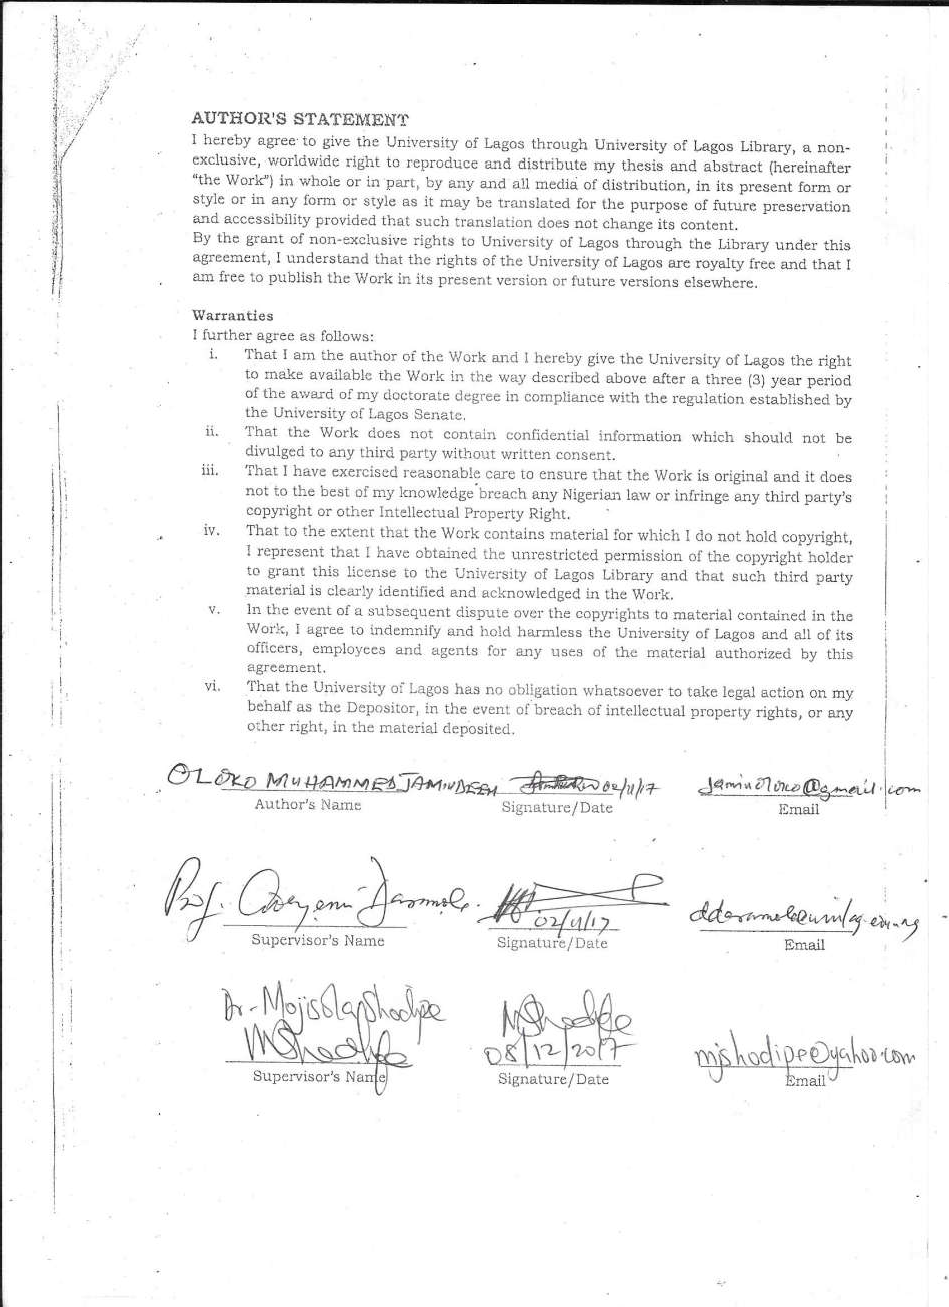 AUTHOR'S STATEMENT
I hereby agree to give the University of Lagos through University of Lagos Library, a non-
exclusive, worldwide right to reproduce and distribute my thesis and abstract (hereinafter
"the Work") in whole or in part, by any and all media of distribution, in its present form or
style or in any form or style as it may be translated for the purpose of future preservation
and accessibility provided that such translation does not change its content.
By the grant of non-exclusive rights to University of Lagos through the Library under this
agreement, I understand that the rights of the University of Lagos are royalty free and that I
am free to publish the Work in its present version or future versions elsewhere.
Warranties
I further agree as follows:
i. That I am the author of the Work and I hereby give the University of Lagos the right
to make available the Work in the way described above after a three (3) year period
of the award of my doctorate degree in compliance with the regulation established by
the University of Lagos Senate.
ii. That the Work does not contain confidential information which should not be
divulged to any third party without written consent.
iii. That I have exercised reasonable care to ensure that the Work is original and it does
not to the best of my knowledge breach any Nigerian law or infringe any third party's
copyright or other Intellectual Property Right.
iv. That to the extent that the Work contains material for which I do not hold copyright,
I represent that I have obtained the unrestricted permission of the copyright holder
to grant this license to the University of Lagos Library and that such third party
material is clearly identified and acknowledged in the Work.
v. In the event of a subsequent dispute over the copyrights to material contained in the
Work, I agree to indemnify and hold harmless the University of Lagos and all of its
officers, employees and agents for any uses of the material authorized by this
agreement.
vi. That the University of Lagos has no obligation whatsoever to take legal action on my
behalf as the Depositor, in the event of breach of intellectual property rights, or any
other right, in the material deposited.
OLOKO MUHAMMED JAMIUDEEN 02/11/17 jamiuoloko@gmail.com
Author's Name Signature/Date Email
Prof.
02/11/17
Supervisor's Name Signature/Date Email
Dr. Mojisola Shodipe MShodipe
MShodipe 08/12/2017 mjshodipe@yahoo.com
Supervisor's Name Signature/Date Email